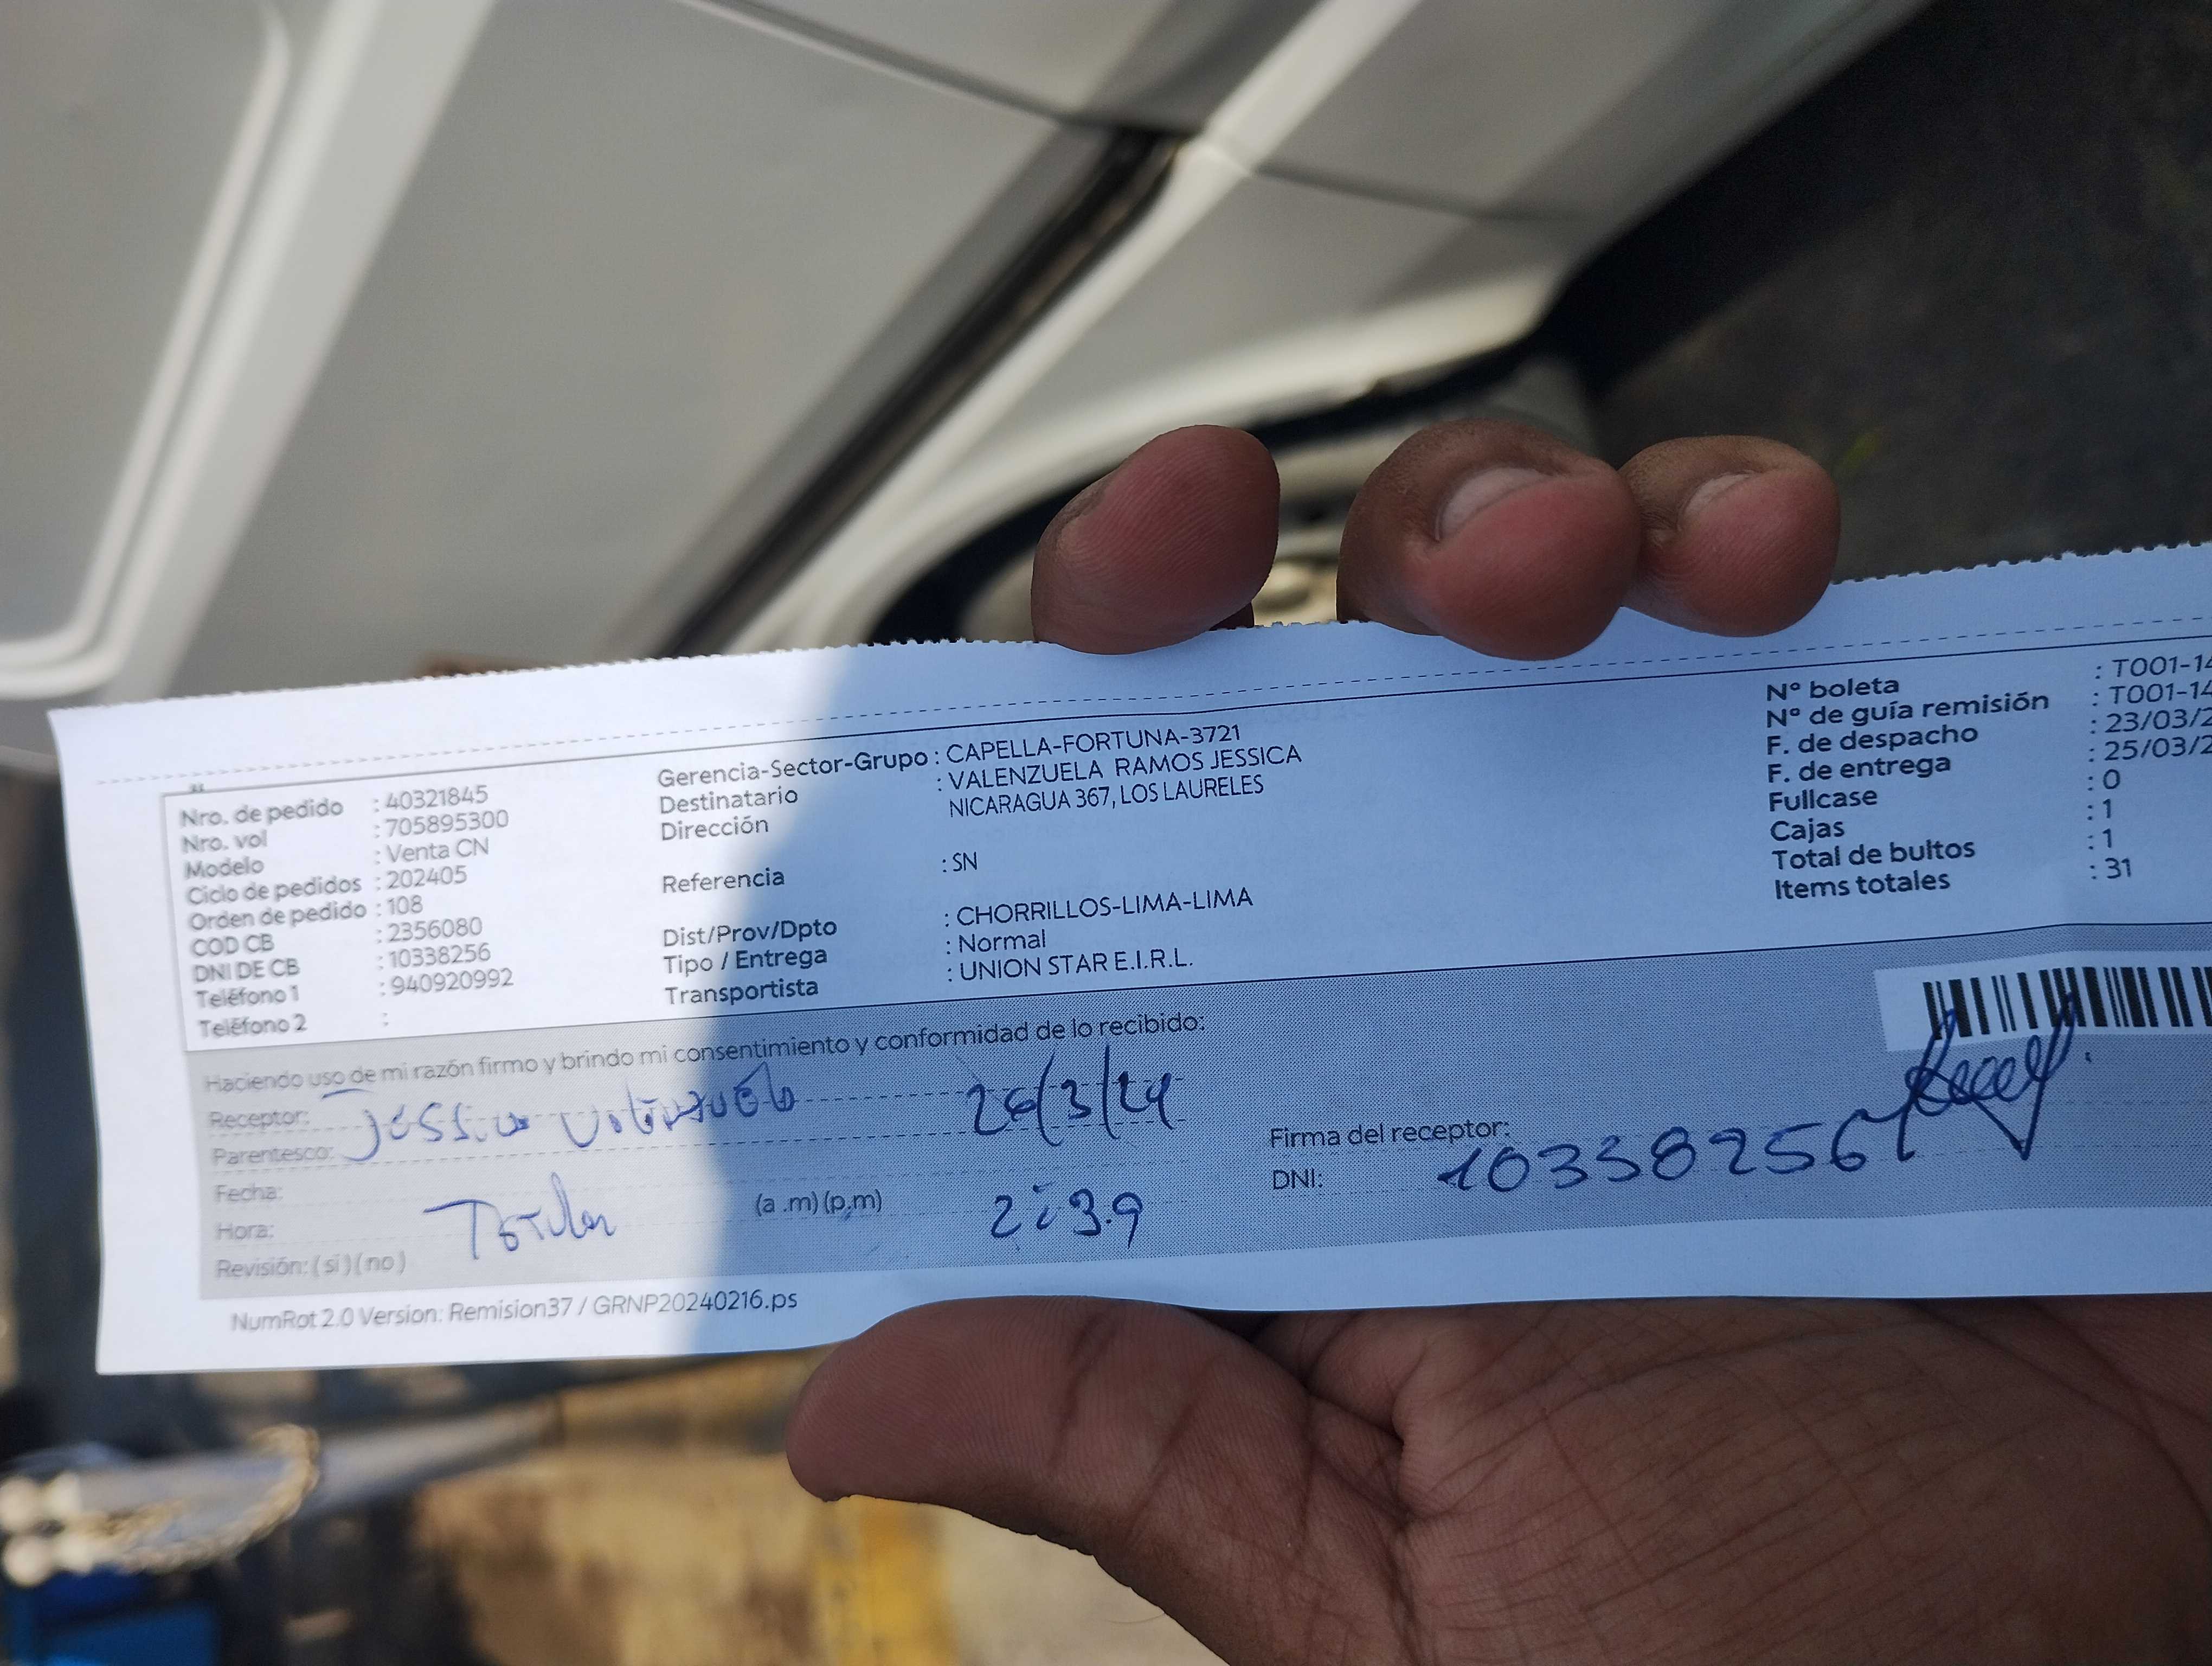 Nro. de pedido : 40321845
Nro. vol : 705895300
Modelo : Venta CN
Ciclo de pedidos : 202405
Orden de pedido : 108
COD CB : 2356080
DNI DE CB : 10338256
Teléfono 1 : 940920992
Teléfono 2 :
Gerencia-Sector-Grupo : CAPELLA-FORTUNA-3721
Destinatario : VALENZUELA RAMOS JESSICA
Dirección NICARAGUA 367, LOS LAURELES
Referencia : SN
Dist/Prov/Dpto : CHORRILLOS-LIMA-LIMA
Tipo / Entrega : Normal
Transportista : UNION STAR E.I.R.L.
Nº boleta : T001-14
Nº de guía remisión : T001-14
F. de despacho : 23/03/2
F. de entrega : 25/03/2
Fullcase : 0
Cajas : 1
Total de bultos : 1
Items totales : 31
Haciendo uso de mi razón firmo y brindo mi consentimiento y conformidad de lo recibido:
Receptor: Jessica Valenzuela 26/3/24
Parentesco:
Fecha:
Hora: Titular (a .m) (p.m) 2:39
Revisión: ( si ) ( no )
Firma del receptor:
DNI: 10338256
NumRot 2.0 Version: Remision37 / GRNP20240216.ps